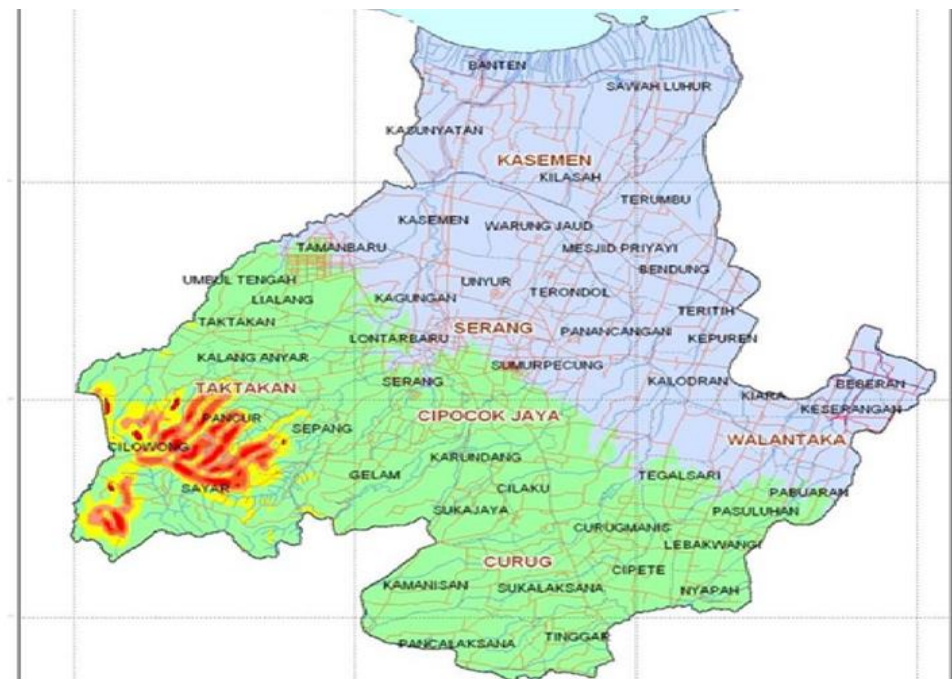 BANTEN
SAWAH LUHUR
KASUNYATAN
KASEMEN
KILASAH
TERUMBU
KASEMEN
WARUNG JAUD
TAMANBARU
MESJID PRIYAYI
BENDUNG
UMBUL TENGAH
UNYUR
TERONDOL
LIALANG
KAGUNGAN
TERITIH
TAKTAKAN
SERANG
PANANCANGAN
LONTARBARU
KEPUREN
KALANG ANYAR
SUMURPECUNG
SERANG
KAILODRAN
BEBERAN
TAKTAKAN
KIARA
PANCUR
CIPOCOK JAYA
KESERANGAN
SEPANG
CILOWONG
WALANTAKA
KARUNDANG
GELAM
TEGALSARI
SAYAR
CILAKU
PABUARAN
SUKAJAYA
PASULUHAN
CURUGMANIS
LEBAKWANGI
CURUG
CIPETE
KAMANISAN
SUKALAKSANA
NYAPAH
TINGGAR
PANCALAKSANA